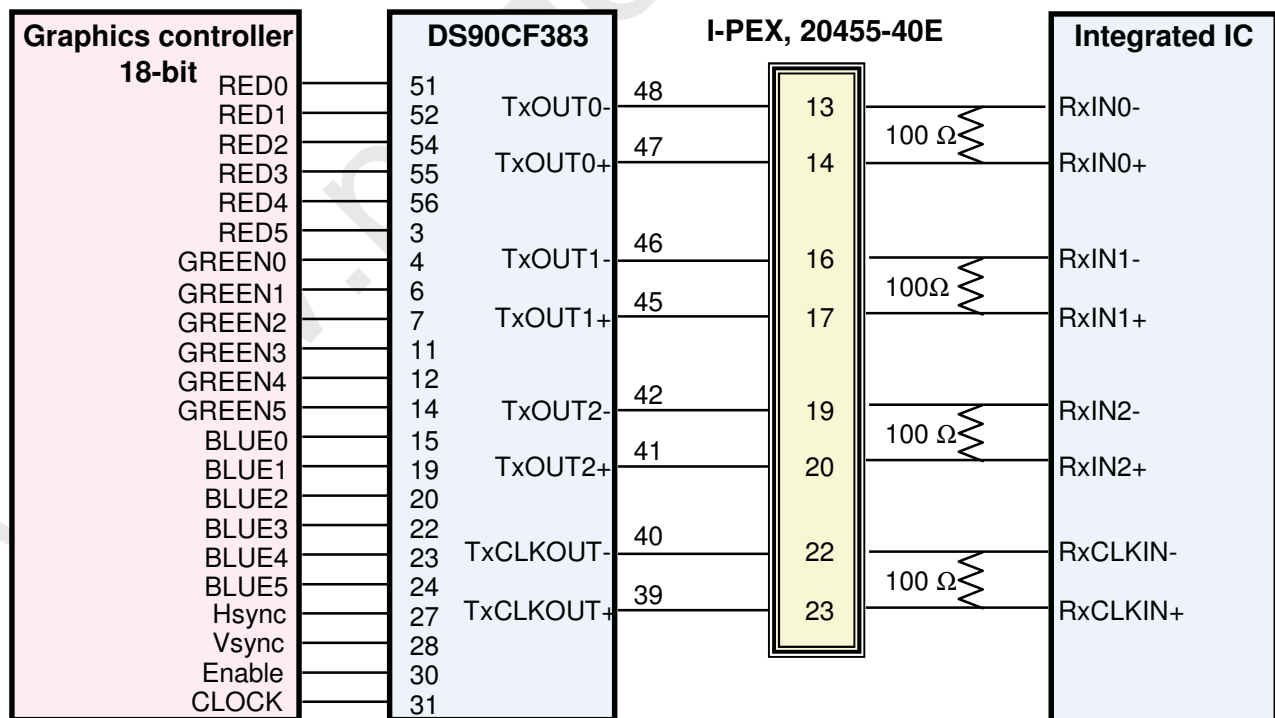 Graphics controller
18-bit
DS90CF383
I-PEX, 20455-40E
Integrated IC
RED0 51
RED1 52
RED2 54
RED3 55
RED4 56
RED5 3
GREEN0 4
GREEN1 6
GREEN2 7
GREEN3 11
GREEN4 12
GREEN5 14
BLUE0 15
BLUE1 19
BLUE2 20
BLUE3 22
BLUE4 23
BLUE5 24
Hsync 27
Vsync 28
Enable 30
CLOCK 31
TxOUT0- 48 13 RxIN0-
100 Ω
TxOUT0+ 47 14 RxIN0+
TxOUT1- 46 16 RxIN1-
100Ω
TxOUT1+ 45 17 RxIN1+
TxOUT2- 42 19 RxIN2-
100 Ω
TxOUT2+ 41 20 RxIN2+
TxCLKOUT- 40 22 RxCLKIN-
100 Ω
TxCLKOUT+ 39 23 RxCLKIN+